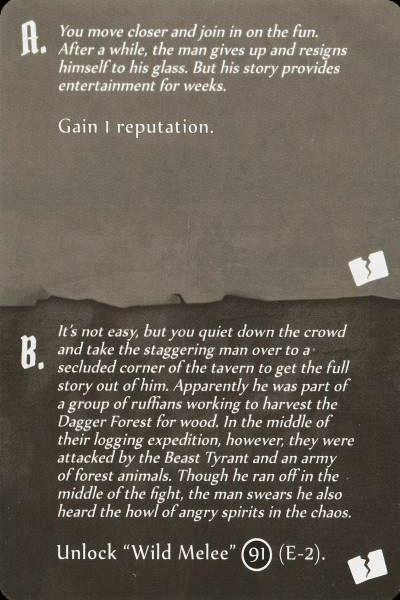 A. You move closer and join in on the fun.
After a while, the man gives up and resigns
himself to his glass. But his story provides
entertainment for weeks.
Gain 1 reputation.
B. It's not easy, but you quiet down the crowd
and take the staggering man over to a
secluded corner of the tavern to get the full
story out of him. Apparently he was part of
a group of ruffians working to harvest the
Dagger Forest for wood. In the middle of
their logging expedition, however, they were
attacked by the Beast Tyrant and an army
of forest animals. Though he ran off in the
middle of the fight, the man swears he also
heard the howl of angry spirits in the chaos.
Unlock “Wild Melee” 91 (E-2).